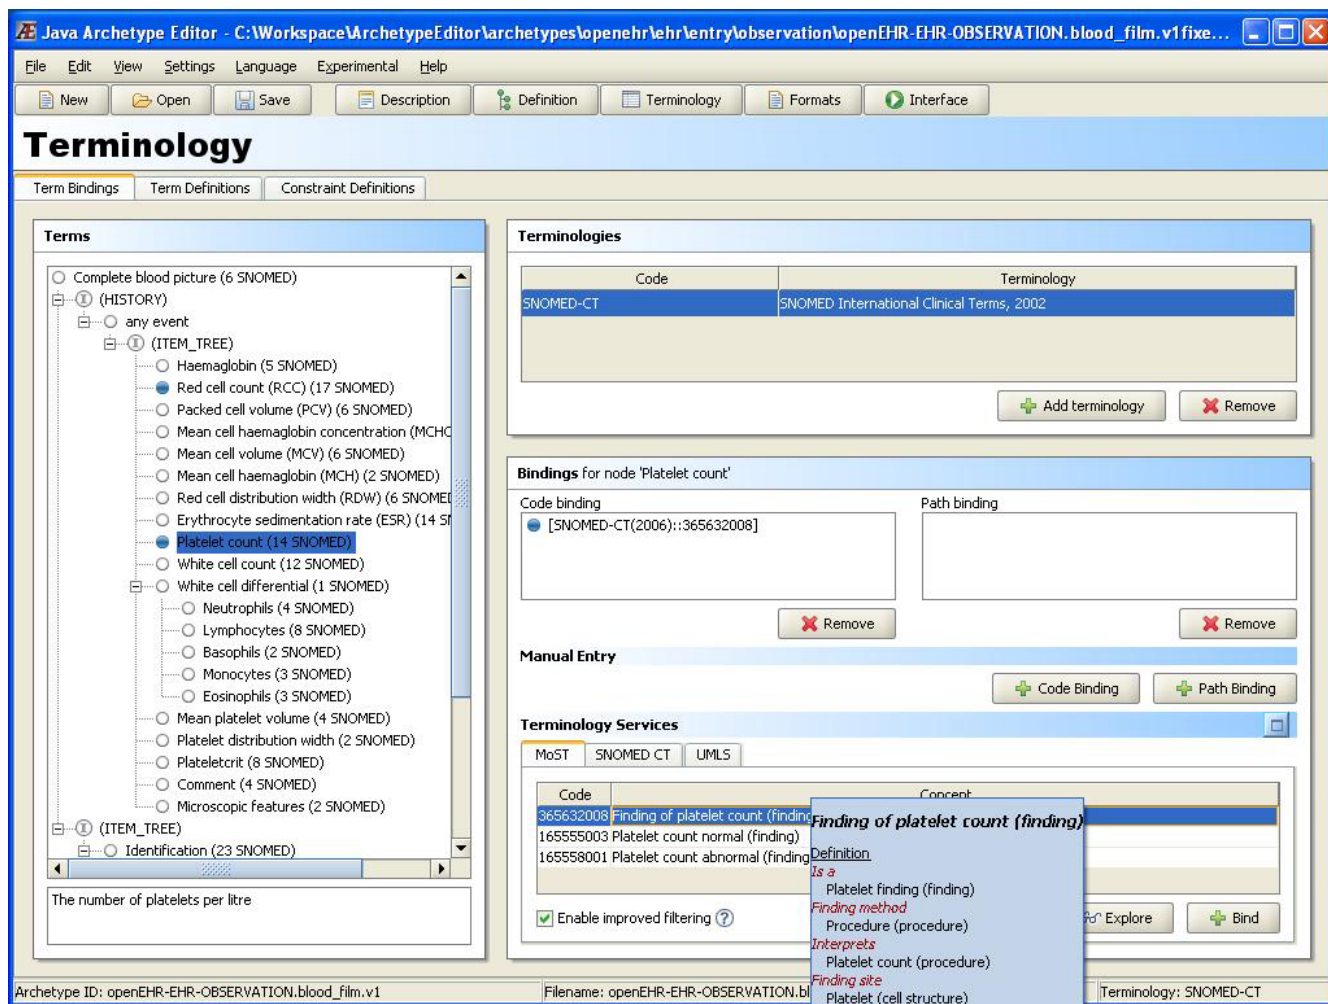 Java Archetype Editor - C:\Workspace\ArchetypeEditor\archetypes\openehr\ehr\entry\observation\openEHR-EHR-OBSERVATION.blood_film.v1fixe...
File Edit View Settings Language Experimental Help
New Open Save Description Definition Terminology Formats Interface
Terminology
Term Bindings Term Definitions Constraint Definitions
Terms
Complete blood picture (6 SNOMED)
(HISTORY)
any event
(ITEM_TREE)
Haemaglobin (5 SNOMED)
Red cell count (RCC) (17 SNOMED)
Packed cell volume (PCV) (6 SNOMED)
Mean cell haemaglobin concentration (MCHC
Mean cell volume (MCV) (6 SNOMED)
Mean cell haemaglobin (MCH) (2 SNOMED)
Red cell distribution width (RDW) (6 SNOMED
Erythrocyte sedimentation rate (ESR) (14 S
Platelet count (14 SNOMED)
White cell count (12 SNOMED)
White cell differential (1 SNOMED)
Neutrophils (4 SNOMED)
Lymphocytes (8 SNOMED)
Basophils (2 SNOMED)
Monocytes (3 SNOMED)
Eosinophils (3 SNOMED)
Mean platelet volume (4 SNOMED)
Platelet distribution width (2 SNOMED)
Plateletcrit (8 SNOMED)
Comment (4 SNOMED)
Microscopic features (2 SNOMED)
(ITEM_TREE)
Identification (23 SNOMED)
The number of platelets per litre
Terminologies
Code Terminology
SNOMED-CT SNOMED International Clinical Terms, 2002
Add terminology Remove
Bindings for node 'Platelet count'
Code binding Path binding
[SNOMED-CT(2006)::365632008]
Remove Remove
Manual Entry
Code Binding Path Binding
Terminology Services
MoST SNOMED CT UMLS
Code Concept
365632008 Finding of platelet count (finding
165555003 Platelet count normal (finding)
165558001 Platelet count abnormal (finding
Enable improved filtering Explore Bind
Finding of platelet count (finding)
Definition
Is a
Platelet finding (finding)
Finding method
Procedure (procedure)
Interprets
Platelet count (procedure)
Finding site
Platelet (cell structure)
Archetype ID: openEHR-EHR-OBSERVATION.blood_film.v1 Filename: openEHR-EHR-OBSERVATION.bl Terminology: SNOMED-CT